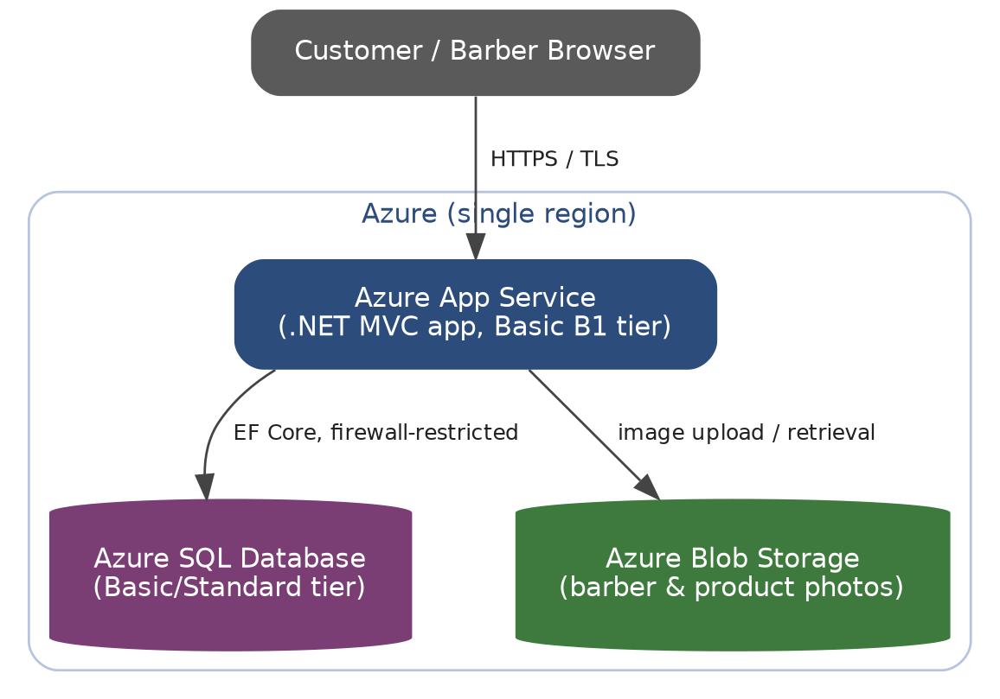 Customer / Barber Browser
HTTPS / TLS
Azure (single region)
Azure App Service
(.NET MVC app, Basic B1 tier)
EF Core, firewall-restricted
image upload / retrieval
Azure SQL Database
(Basic/Standard tier)
Azure Blob Storage
(barber & product photos)